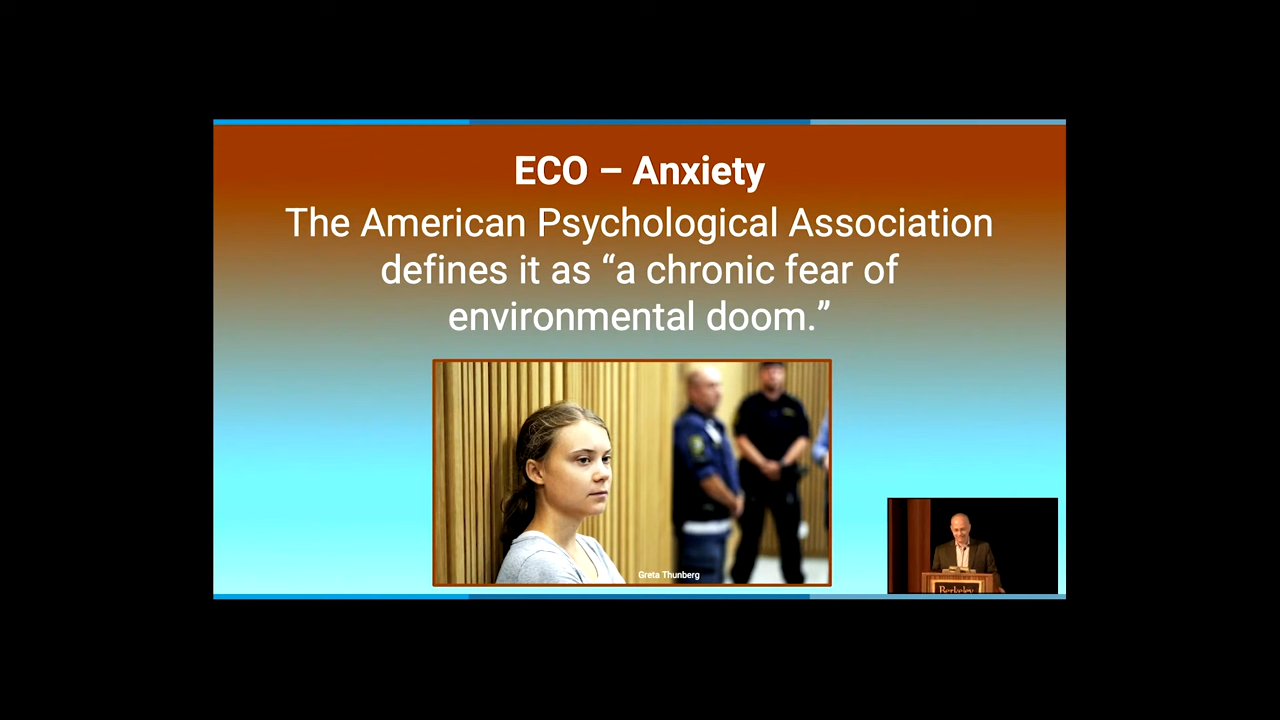 ECO – Anxiety
The American Psychological Association
defines it as “a chronic fear of
environmental doom.”
Greta Thunberg
Berkeley